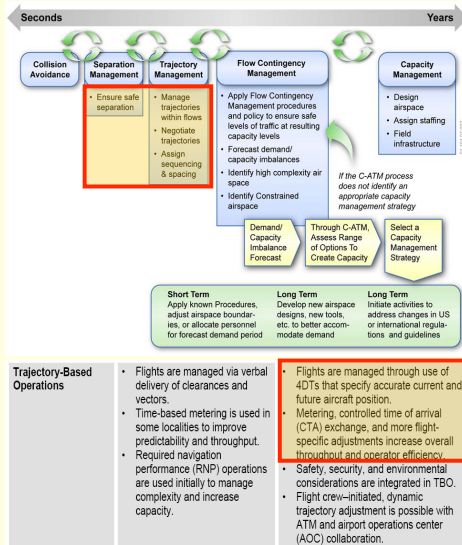 Seconds
Years
Collision
Avoidance
Separation
Management
Trajectory
Management
Flow Contingency
Management
Capacity
Management
• Ensure safe
separation
• Manage
trajectories
within flows
• Negotiate
trajectories
• Assign
sequencing
& spacing
• Apply Flow Contingency
Management procedures
and policy to ensure safe
levels of traffic at resulting
capacity levels
• Forecast demand/
capacity imbalances
• Identify high complexity air
space
• Identify Constrained
airspace
• Design
airspace
• Assign staffing
• Field
infrastructure
If the C-ATM process
does not identify an
appropriate capacity
management strategy
Demand/
Capacity
Imbalance
Forecast
Through C-ATM,
Assess Range
of Options To
Create Capacity
Select a
Capacity
Management
Strategy
Short Term
Apply known Procedures,
adjust airspace boundar-
ies, or allocate personnel
for forecast demand period
Long Term
Develop new airspace
designs, new tools,
etc. to better accom-
modate demand
Long Term
Initiate activities to
address changes in US
or international regula-
tions and guidelines
Trajectory-Based
Operations
• Flights are managed via verbal
delivery of clearances and
vectors.
• Time-based metering is used in
some localities to improve
predictability and throughput.
• Required navigation
performance (RNP) operations
are used initially to manage
complexity and increase
capacity.
• Flights are managed through use of
4DTs that specify accurate current and
future aircraft position.
• Metering, controlled time of arrival
(CTA) exchange, and more flight-
specific adjustments increase overall
throughput and operator efficiency.
• Safety, security, and environmental
considerations are integrated in TBO.
• Flight crew–initiated, dynamic
trajectory adjustment is possible with
ATM and airport operations center
(AOC) collaboration.